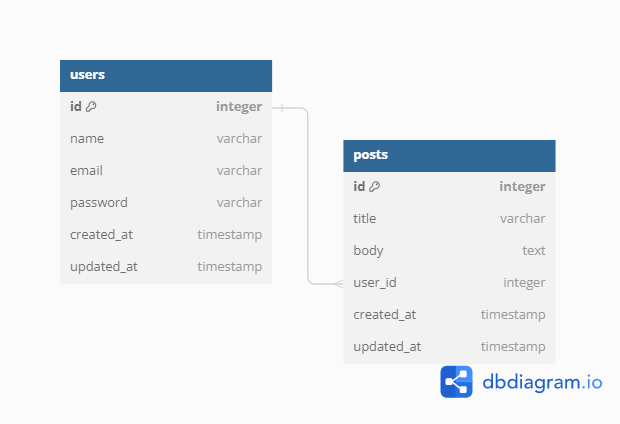 users
id integer
name varchar
email varchar
password varchar
created_at timestamp
updated_at timestamp
posts
id integer
title varchar
body text
user_id integer
created_at timestamp
updated_at timestamp
dbdiagram.io